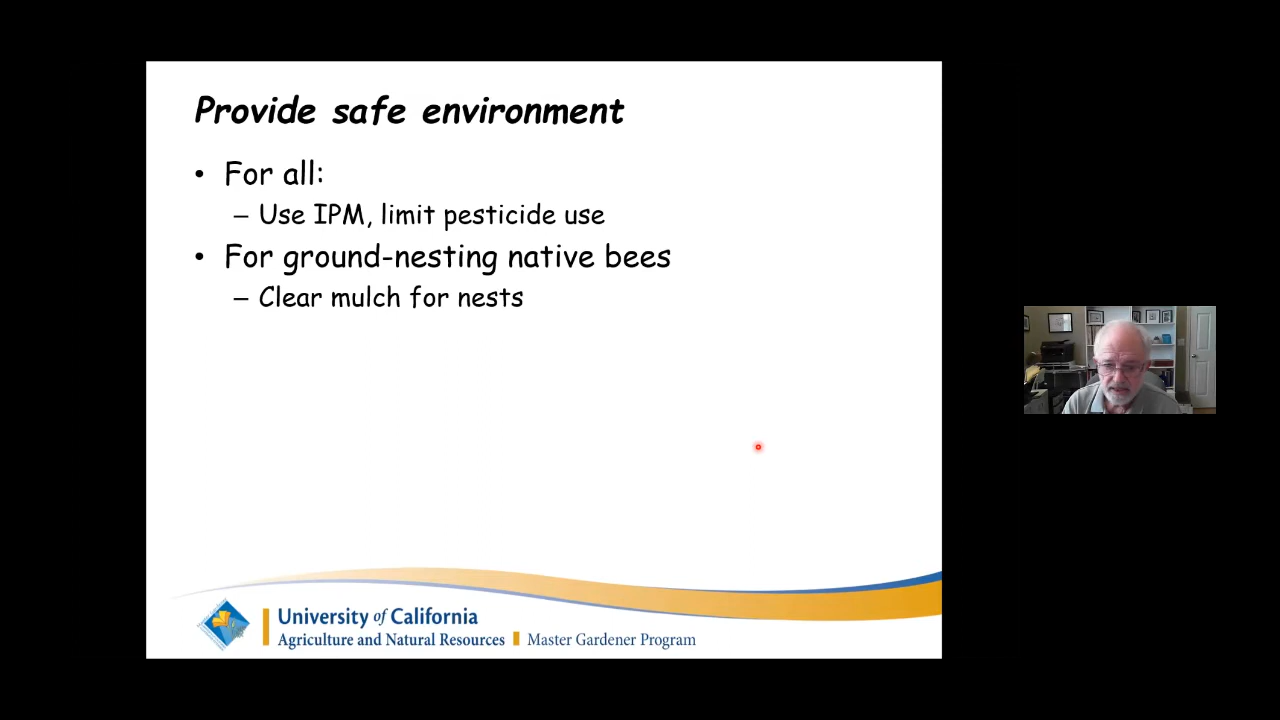 Provide safe environment
• For all:
– Use IPM, limit pesticide use
• For ground-nesting native bees
– Clear mulch for nests
University of California
Agriculture and Natural Resources Master Gardener Program